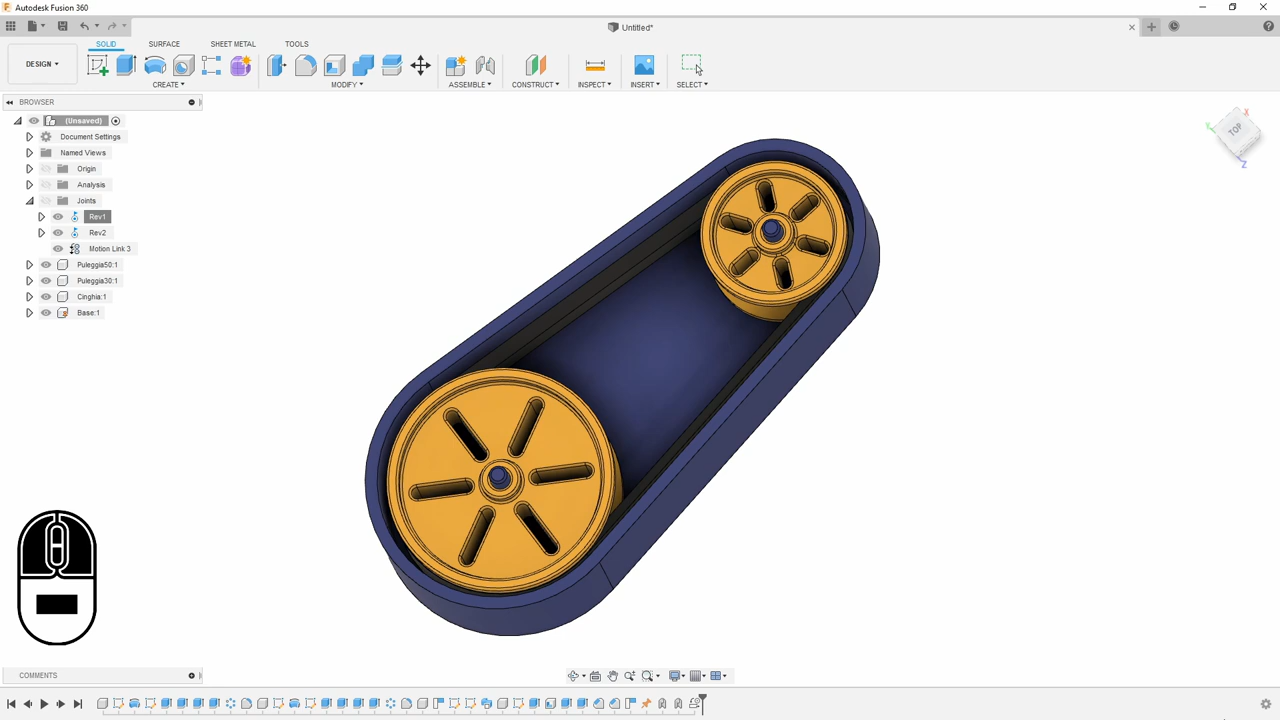 Autodesk Fusion 360
Untitled*
DESIGN
SOLID SURFACE SHEET METAL TOOLS
CREATE MODIFY ASSEMBLE CONSTRUCT INSPECT INSERT SELECT
BROWSER
(Unsaved)
Document Settings
Named Views
Origin
Analysis
Joints
Rev1
Rev2
Motion Link 3
Puleggia50:1
Puleggia30:1
Cinghia:1
Base:1
TOP
X
Y
Z
COMMENTS